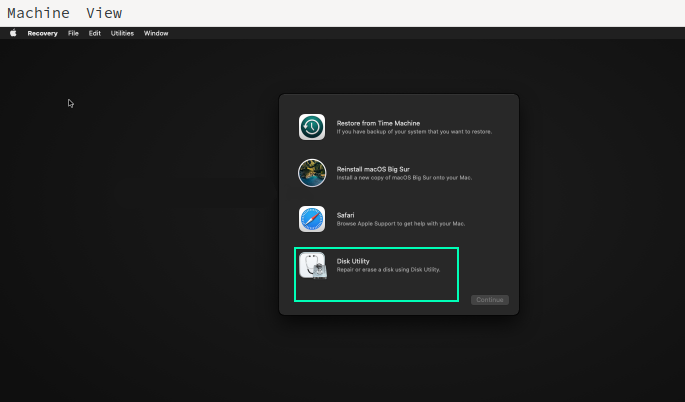 Machine View
Recovery File Edit Utilities Window
Restore from Time Machine
If you have backup of your system that you want to restore.
Reinstall macOS Big Sur
Install a new copy of macOS Big Sur onto your Mac.
Safari
Browse Apple Support to get help with your Mac.
Disk Utility
Repair or erase a disk using Disk Utility.
Continue